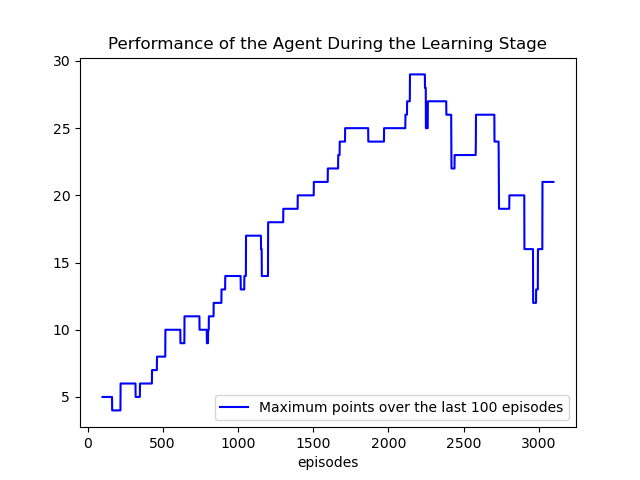 Performance of the Agent During the Learning Stage
30
25
20
15
10
5
Maximum points over the last 100 episodes
0 500 1000 1500 2000 2500 3000
episodes